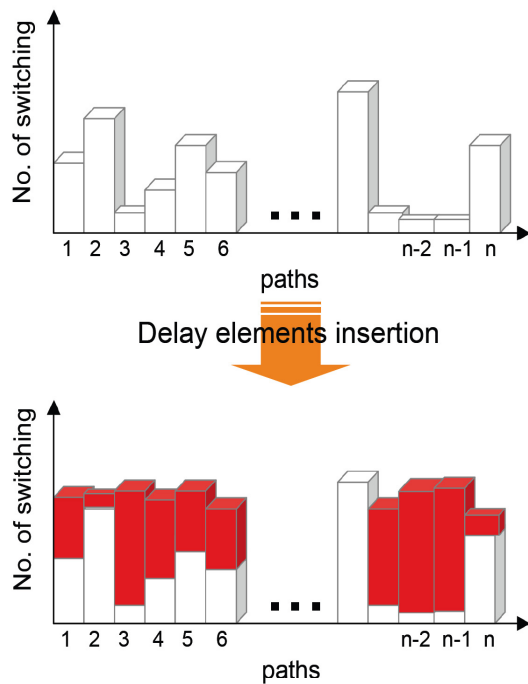 No. of switching
1 2 3 4 5 6 ... n-2 n-1 n
paths
Delay elements insertion
No. of switching
1 2 3 4 5 6 ... n-2 n-1 n
paths